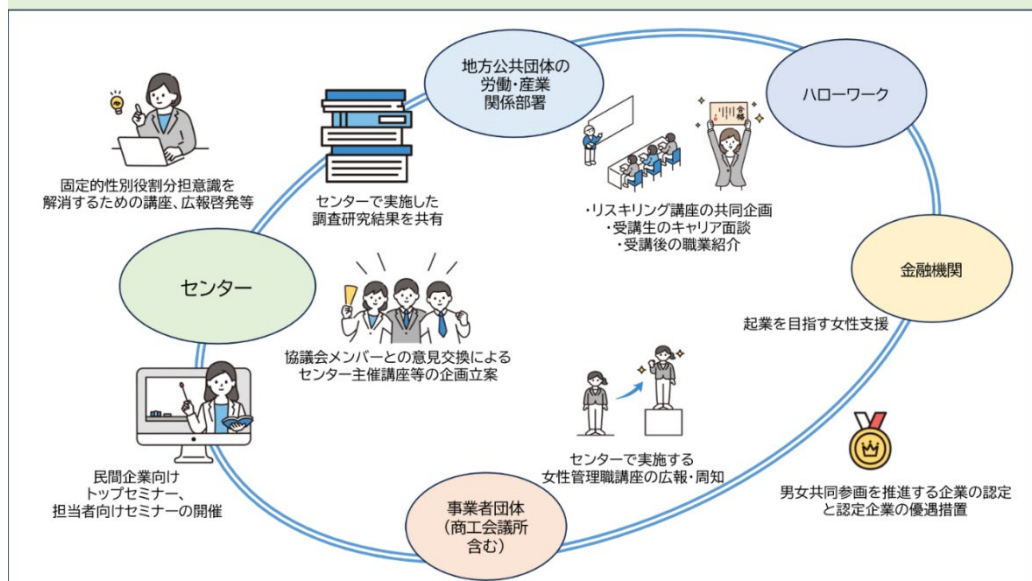 地方公共団体の
労働・産業
関係部署
ハローワーク
固定的性別役割分担意識を
解消するための講座、広報啓発等
センターで実施した
調査研究結果を共有
合格
・リスキリング講座の共同企画
・受講生のキャリア面談
・受講後の職業紹介
センター
金融機関
協議会メンバーとの意見交換による
センター主催講座等の企画立案
起業を目指す女性支援
民間企業向け
トップセミナー、
担当者向けセミナーの開催
センターで実施する
女性管理職講座の広報・周知
事業者団体
（商工会議所
含む）
男女共同参画を推進する企業の認定
と認定企業の優遇措置